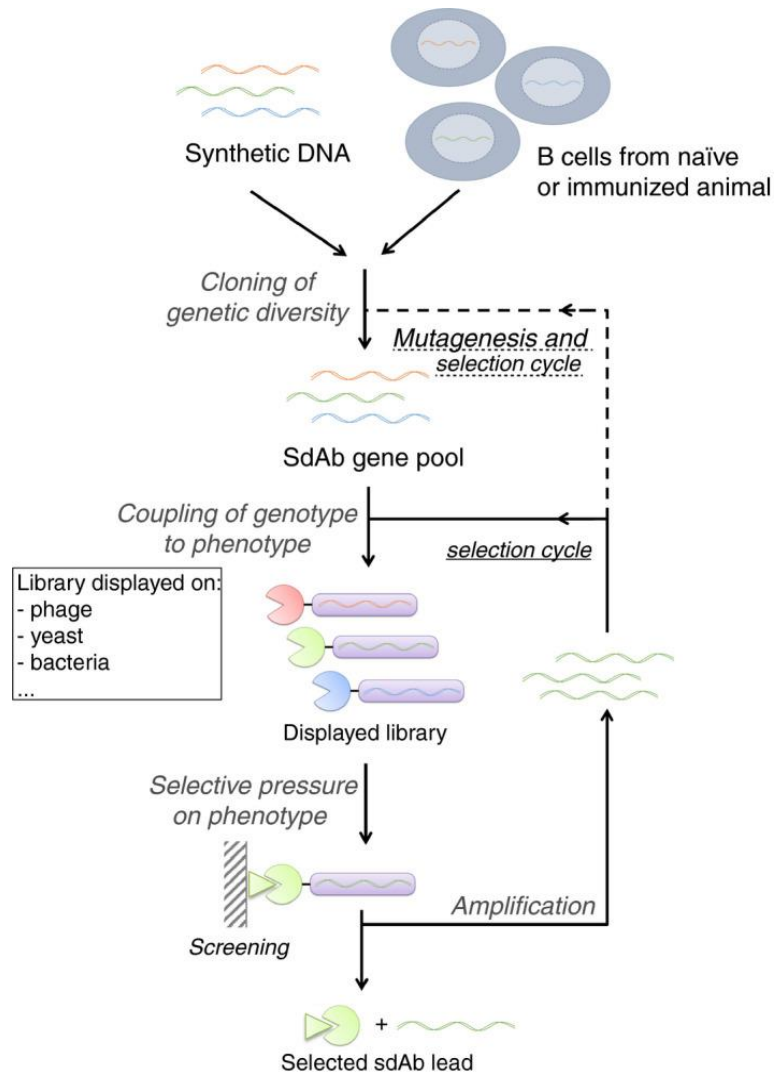 Synthetic DNA
B cells from naïve
or immunized animal
Cloning of
genetic diversity
Mutagenesis and
selection cycle
SdAb gene pool
Coupling of genotype
to phenotype
selection cycle
Library displayed on:
- phage
- yeast
- bacteria
...
Displayed library
Selective pressure
on phenotype
Amplification
Screening
+
Selected sdAb lead